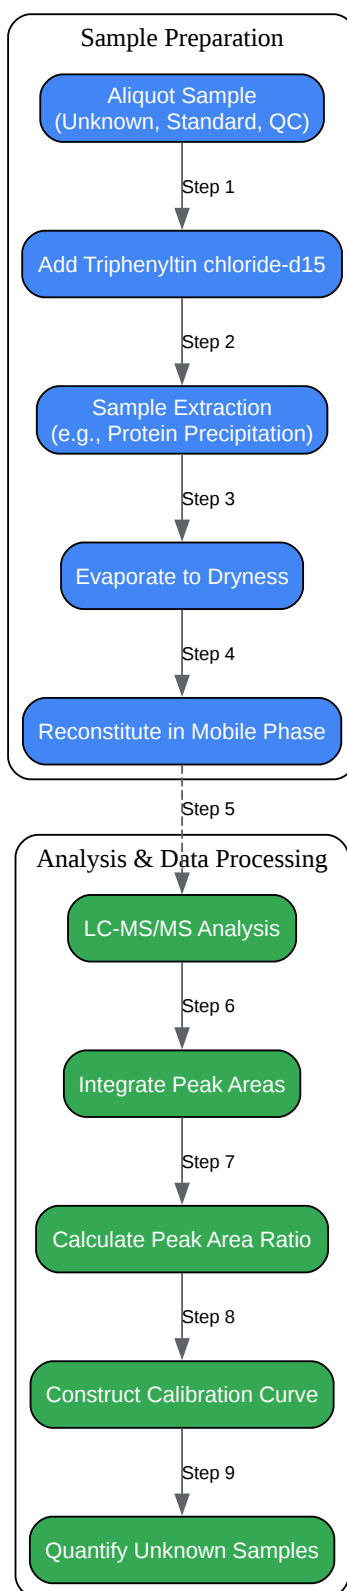 Sample Preparation
Aliquot Sample
(Unknown, Standard, QC)
Step 1
Add Triphenyltin chloride-d15
Step 2
Sample Extraction
(e.g., Protein Precipitation)
Step 3
Evaporate to Dryness
Step 4
Reconstitute in Mobile Phase
Step 5
Analysis & Data Processing
LC-MS/MS Analysis
Step 6
Integrate Peak Areas
Step 7
Calculate Peak Area Ratio
Step 8
Construct Calibration Curve
Step 9
Quantify Unknown Samples